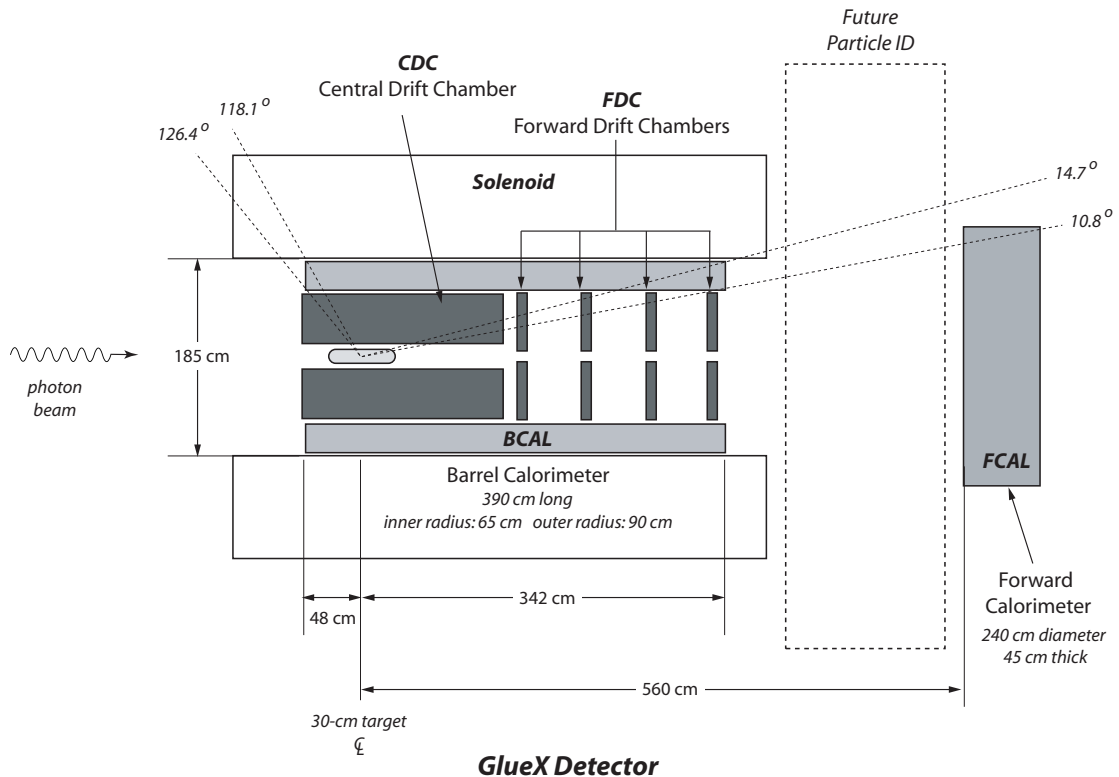 Future
Particle ID
CDC
Central Drift Chamber
FDC
Forward Drift Chambers
118.1°
126.4°
14.7°
10.8°
Solenoid
185 cm
photon
beam
BCAL
Barrel Calorimeter
390 cm long
inner radius: 65 cm outer radius: 90 cm
FCAL
Forward
Calorimeter
240 cm diameter
45 cm thick
48 cm
342 cm
560 cm
30-cm target
℄
GlueX Detector